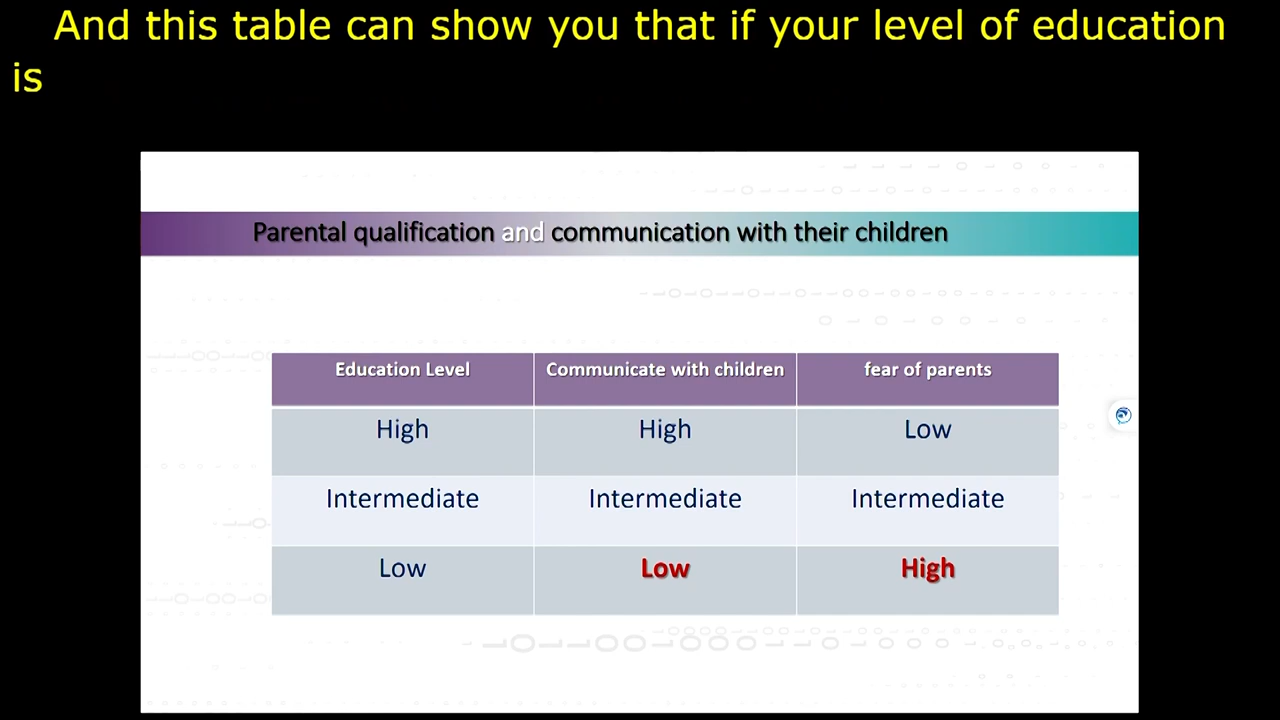 And this table can show you that if your level of education
is
Parental qualification and communication with their children
Education Level Communicate with children fear of parents
High High Low
Intermediate Intermediate Intermediate
Low Low High